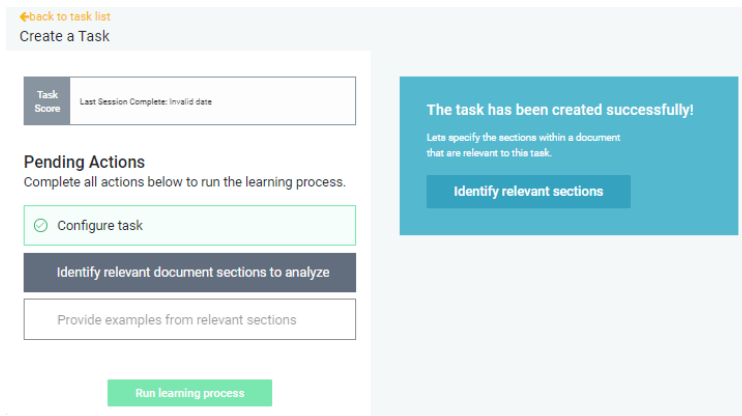 back to task list
Create a Task
Task
Score
Last Session Complete: Invalid date
Pending Actions
Complete all actions below to run the learning process.
Configure task
Identify relevant document sections to analyze
Provide examples from relevant sections
Run learning process
The task has been created successfully!
Lets specify the sections within a document
that are relevant to this task.
Identify relevant sections